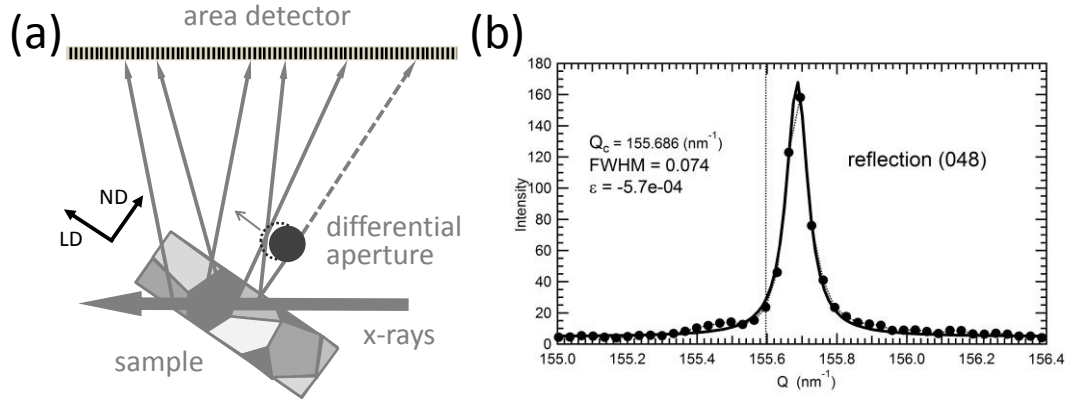 (a)
area detector
ND
LD
differential
aperture
x-rays
sample
(b)
180
160
140
120
100
80
60
40
20
0
Intensity
Q_c = 155.686 (nm⁻¹)
FWHM = 0.074
ε = -5.7e-04
reflection (048)
155.0 155.2 155.4 155.6 155.8 156.0 156.2 156.4
Q (nm⁻¹)